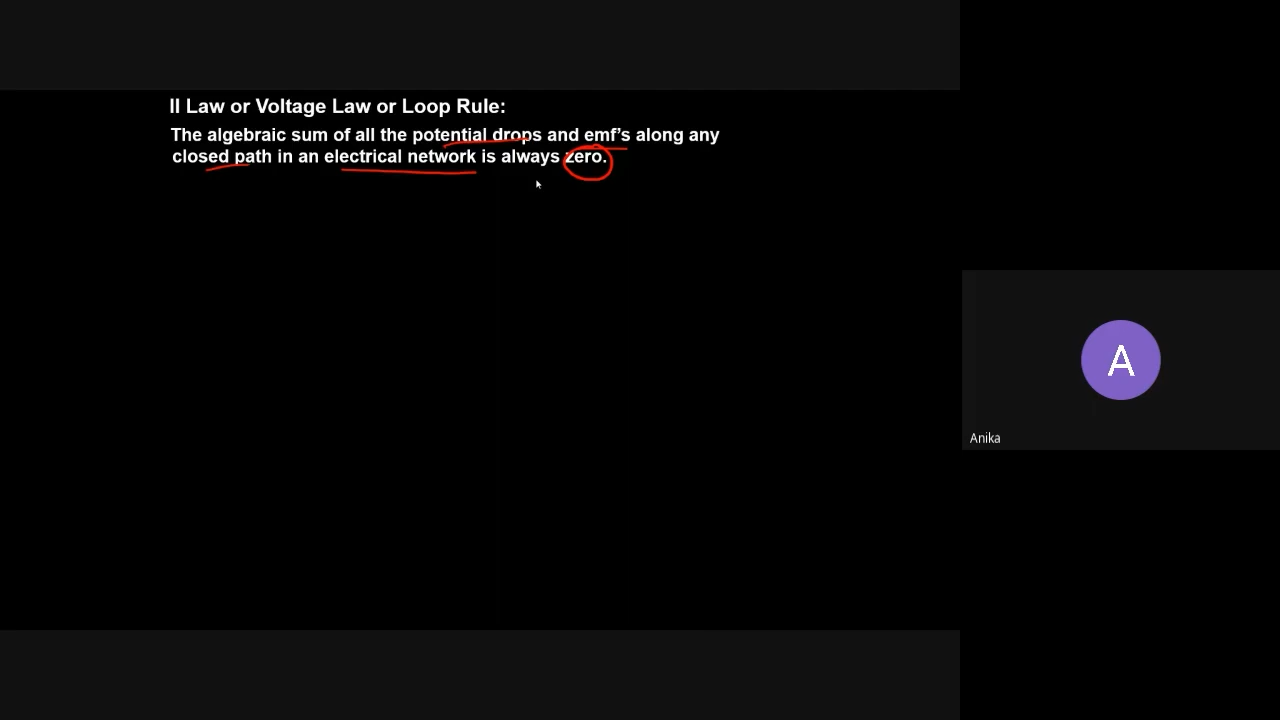 II Law or Voltage Law or Loop Rule:
The algebraic sum of all the potential drops and emf’s along any
closed path in an electrical network is always zero.
A
Anika